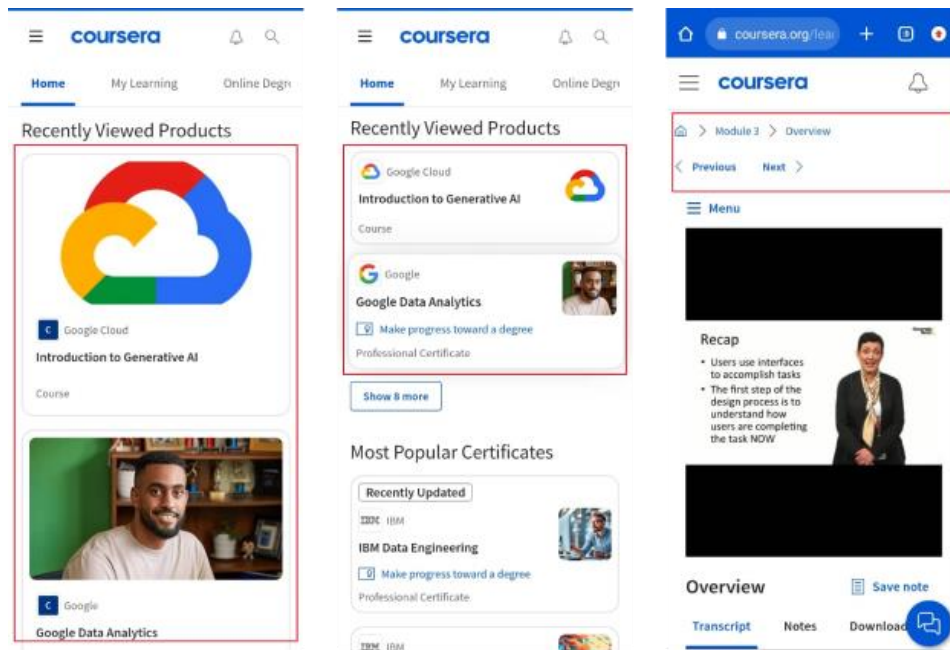 coursera
Home My Learning Online Degre
Recently Viewed Products
C Google Cloud
Introduction to Generative AI
Course
C Google
Google Data Analytics
coursera
Home My Learning Online Degre
Recently Viewed Products
Google Cloud
Introduction to Generative AI
Course
G Google
Google Data Analytics
Make progress toward a degree
Professional Certificate
Show 8 more
Most Popular Certificates
Recently Updated
IBM IBM
IBM Data Engineering
Make progress toward a degree
Professional Certificate
IBM IBM
coursera.org/lear
coursera
> Module 3 > Overview
< Previous Next >
Menu
Recap
• Users use interfaces
to accomplish tasks
• The first step of the
design process is to
understand how
users are completing
the task NOW
Overview Save note
Transcript Notes Download